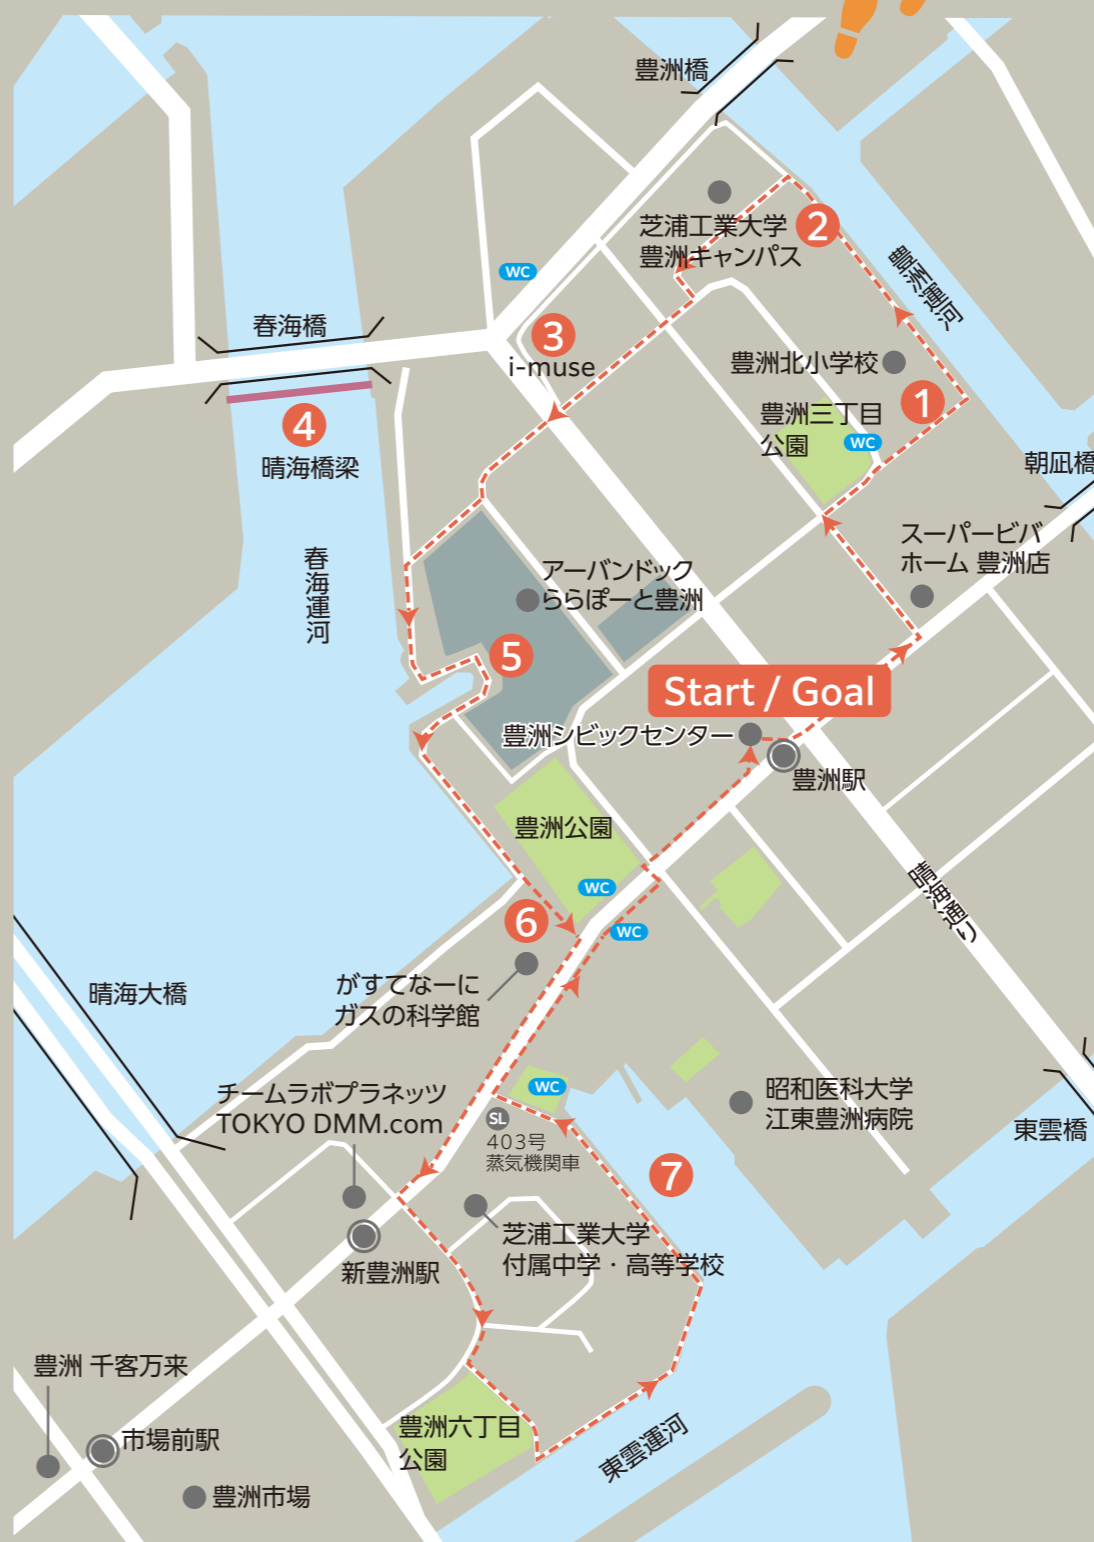 豊洲橋
芝浦工業大学
豊洲キャンパス
2
豊洲運河
WC
春海橋
3
i-muse
豊洲北小学校
1
豊洲三丁目
公園
WC
4
晴海橋梁
朝凪橋
スーパービバ
ホーム 豊洲店
春海運河
アーバンドック
ららぽーと豊洲
5
Start / Goal
豊洲シビックセンター
豊洲駅
豊洲公園
WC
晴海通り
6
WC
がすてなーに
ガスの科学館
晴海大橋
チームラボプラネッツ
TOKYO DMM.com
WC
SL
403号
蒸気機関車
昭和医科大学
江東豊洲病院
東雲橋
7
芝浦工業大学
付属中学・高等学校
新豊洲駅
豊洲 千客万来
市場前駅
豊洲六丁目
公園
東雲運河
豊洲市場